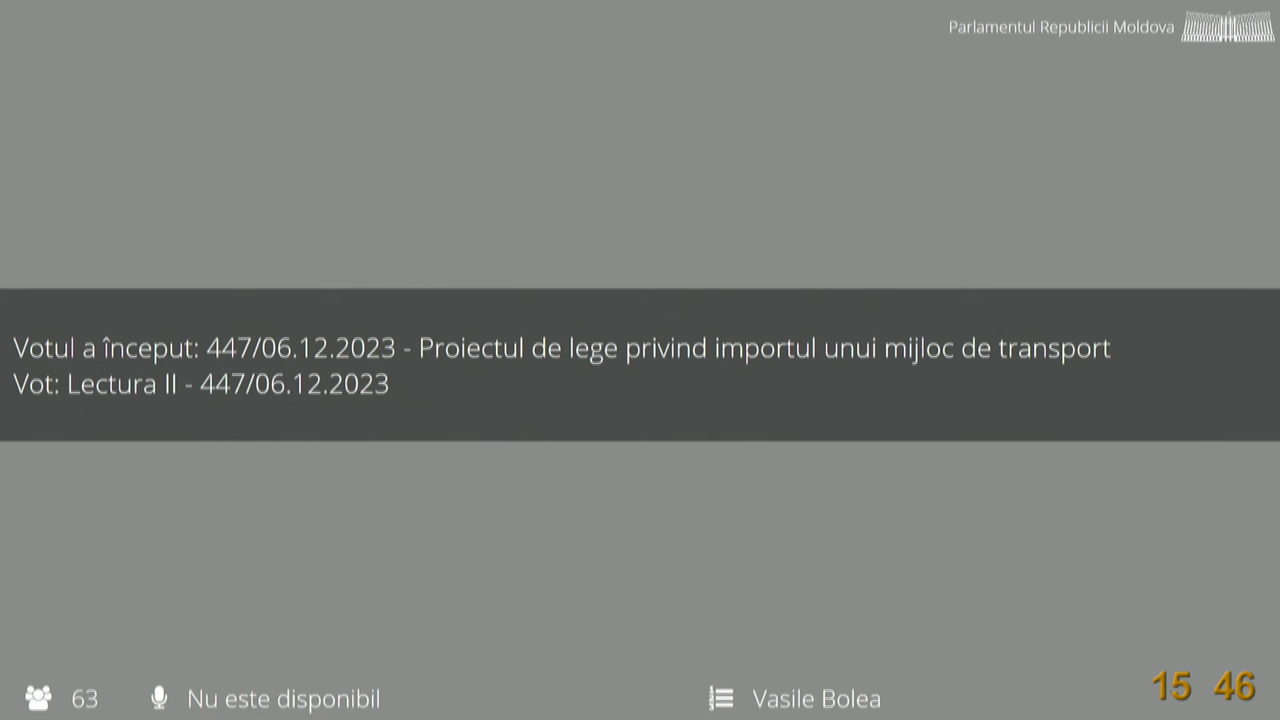 Parlamentul Republicii Moldova
Votul a început: 447/06.12.2023 - Proiectul de lege privind importul unui mijloc de transport
Vot: Lectura II - 447/06.12.2023
63 Nu este disponibil Vasile Bolea 15 46